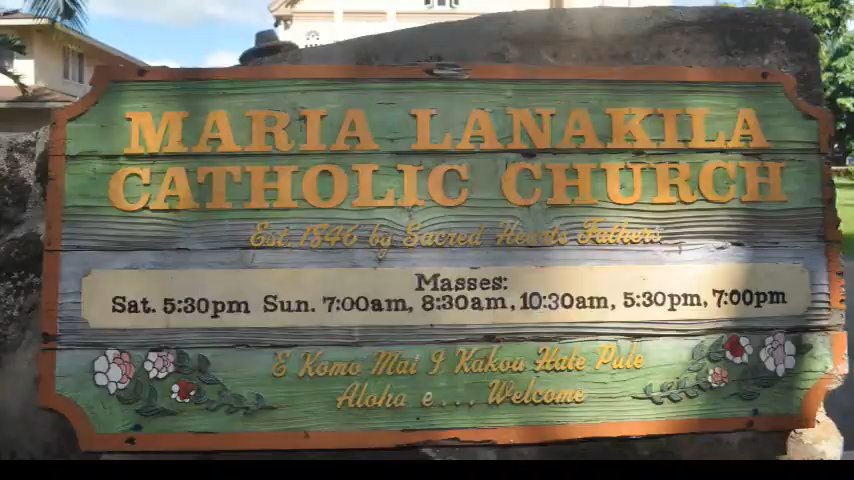 MARIA LANAKILA
CATHOLIC CHURCH
Est. 1846 by Sacred Hearts Fathers
Masses:
Sat. 5:30pm Sun. 7:00am, 8:30am, 10:30am, 5:30pm, 7:00pm
E Komo Mai I Kakou Hale Pule
Aloha e... Welcome